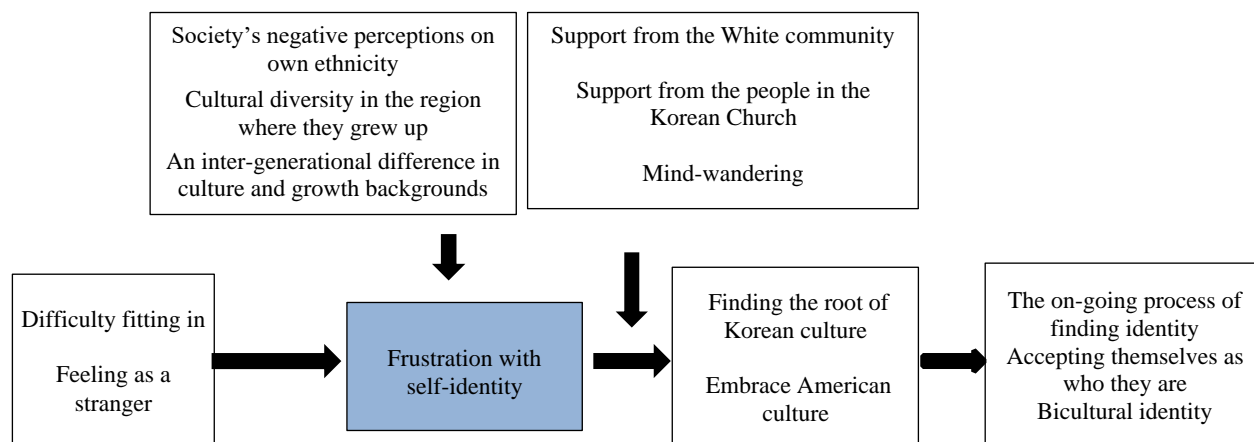 Society’s negative perceptions on
own ethnicity
Cultural diversity in the region
where they grew up
An inter-generational difference in
culture and growth backgrounds
Support from the White community
Support from the people in the
Korean Church
Mind-wandering
Difficulty fitting in
Feeling as a
stranger
Frustration with
self-identity
Finding the root of
Korean culture
Embrace American
culture
The on-going process of
finding identity
Accepting themselves as
who they are
Bicultural identity